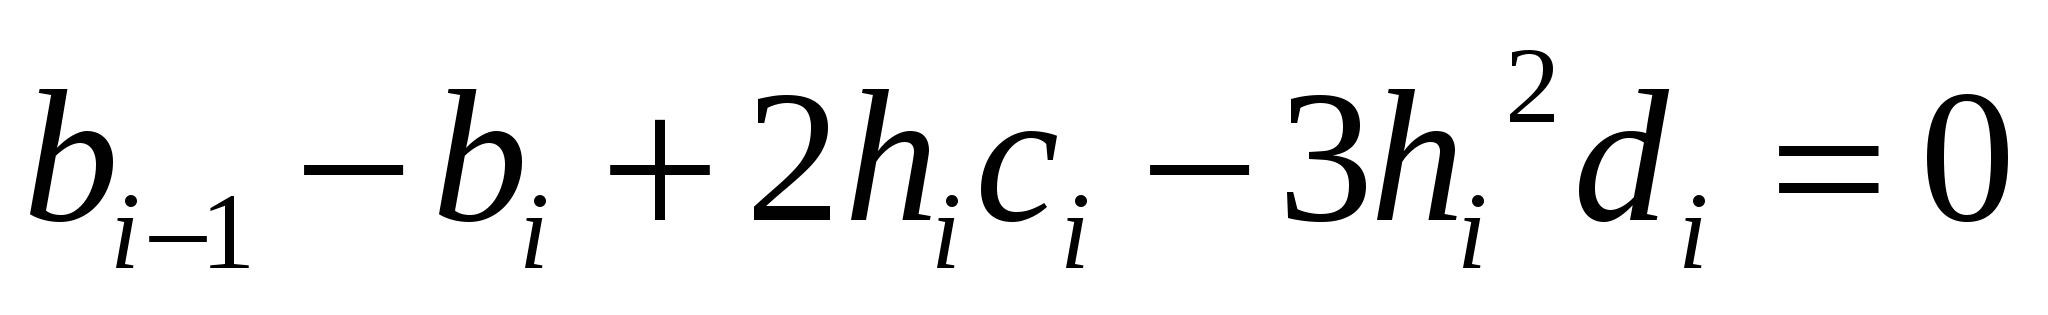 b_{i−1} − b_i + 2h_i c_i − 3h_i^2 d_i = 0